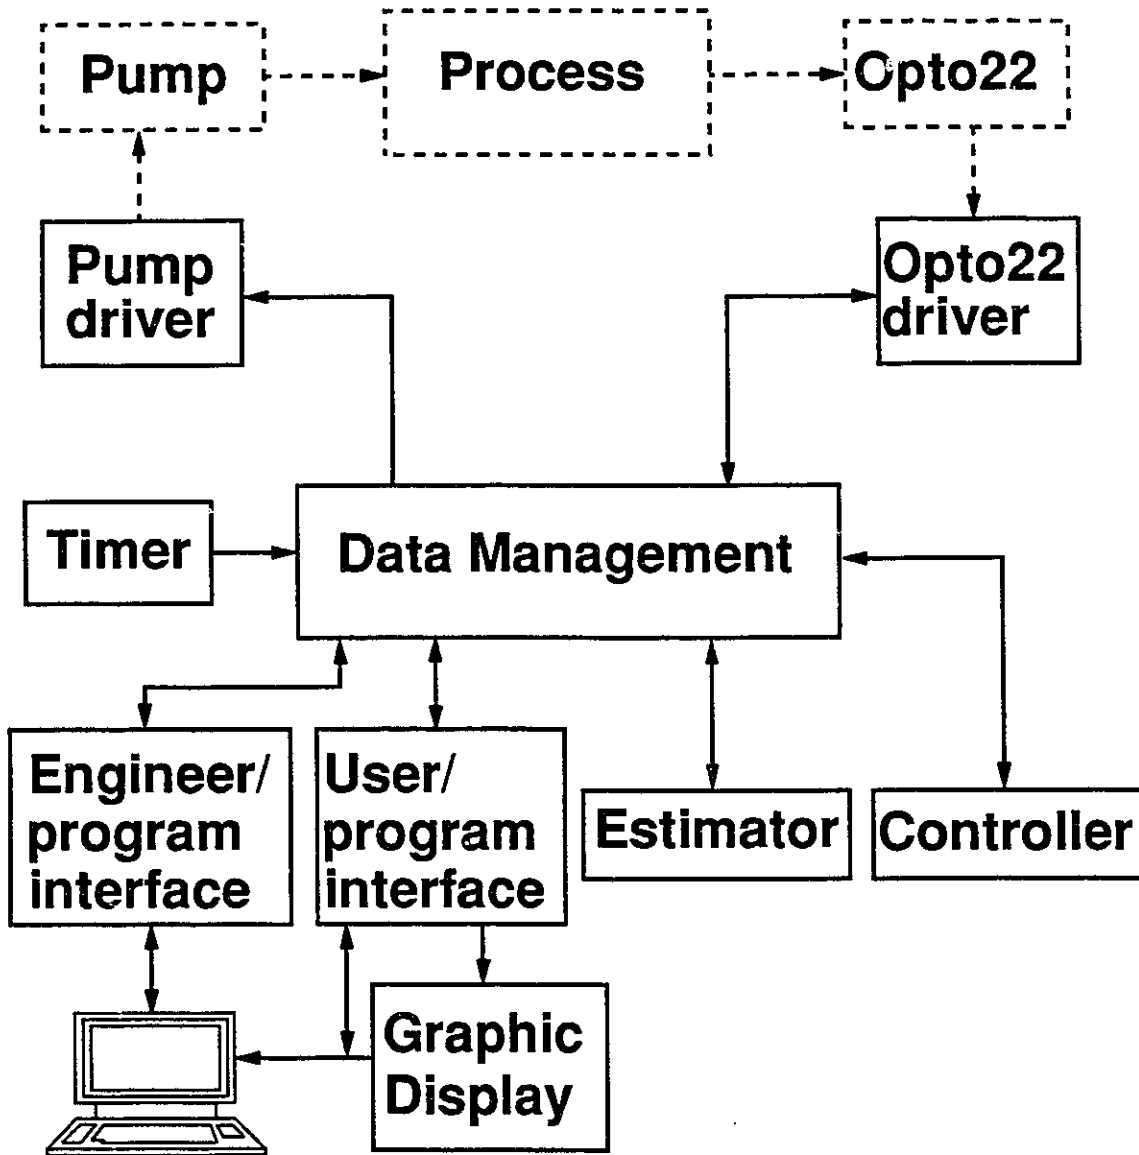 Pump
Process
Opto22
Pump
driver
Opto22
driver
Timer
Data Management
Engineer/
program
interface
User/
program
interface
Estimator
Controller
Graphic
Display